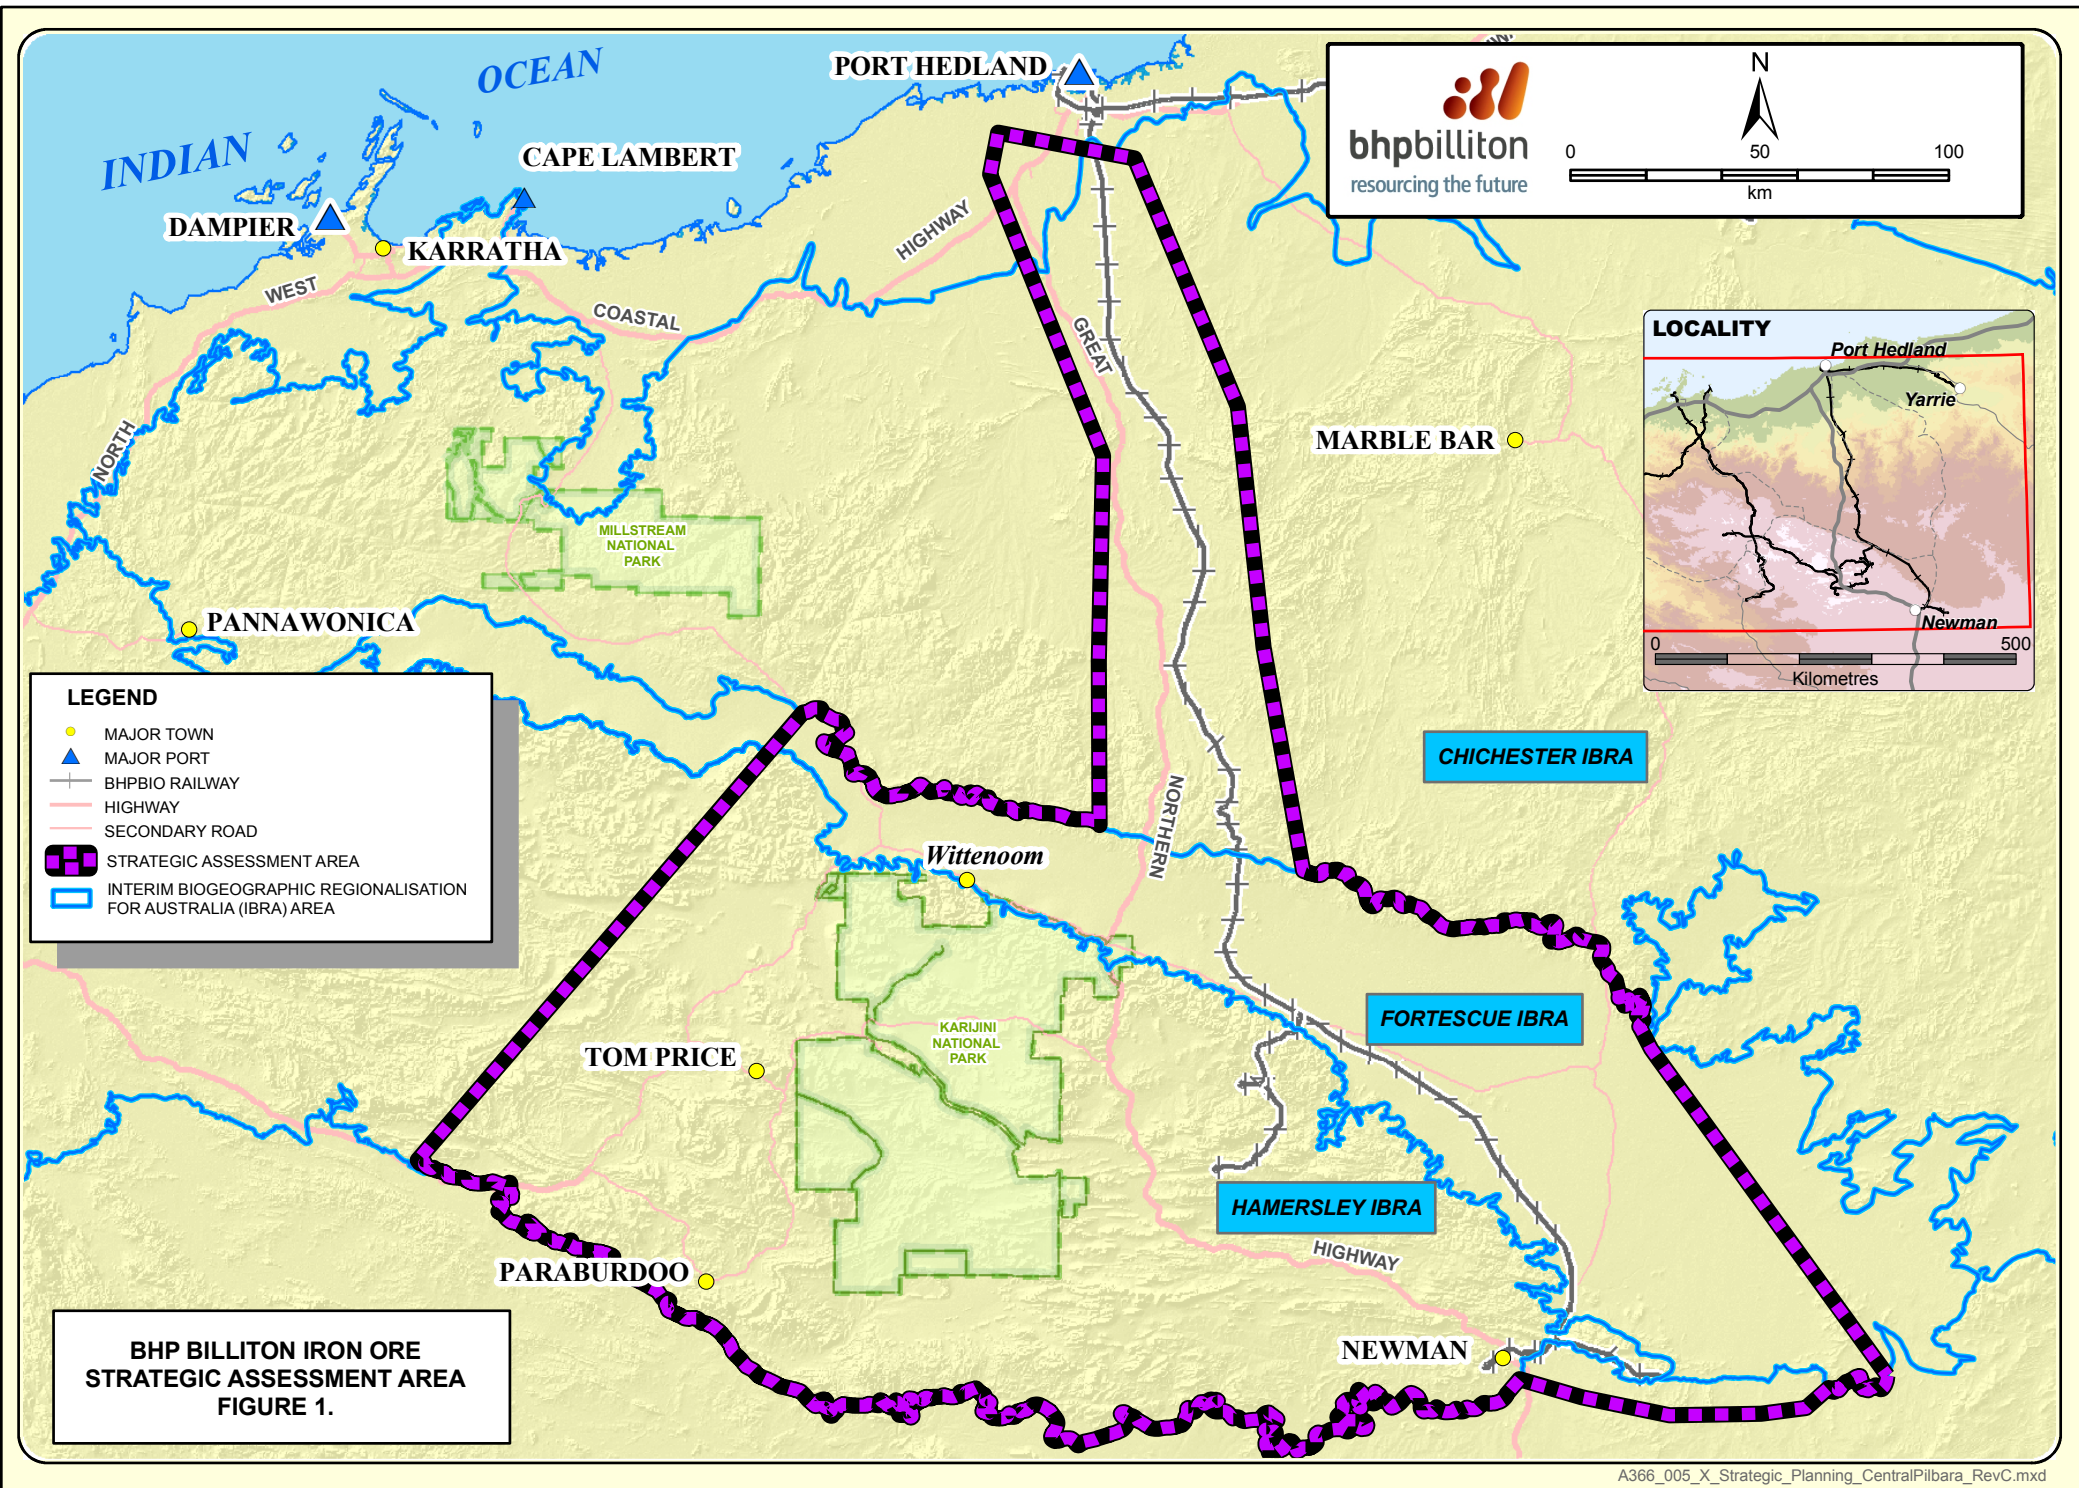 INDIAN
OCEAN
PORT HEDLAND
CAPE LAMBERT
DAMPIER
KARRATHA
WEST
COASTAL
HIGHWAY
NORTH
GREAT
NORTHERN
HIGHWAY
bhpbilliton
resourcing the future
N
0 50 100
km
LOCALITY
Port Hedland
Yarrie
Newman
0 500
Kilometres
MARBLE BAR
MILLSTREAM
NATIONAL
PARK
PANNAWONICA
LEGEND
MAJOR TOWN
MAJOR PORT
BHPBIO RAILWAY
HIGHWAY
SECONDARY ROAD
STRATEGIC ASSESSMENT AREA
INTERIM BIOGEOGRAPHIC REGIONALISATION
FOR AUSTRALIA (IBRA) AREA
CHICHESTER IBRA
Wittenoom
FORTESCUE IBRA
KARIJINI
NATIONAL
PARK
TOM PRICE
HAMERSLEY IBRA
PARABURDOO
NEWMAN
BHP BILLITON IRON ORE
STRATEGIC ASSESSMENT AREA
FIGURE 1.
A366_005_X_Strategic_Planning_CentralPilbara_RevC.mxd